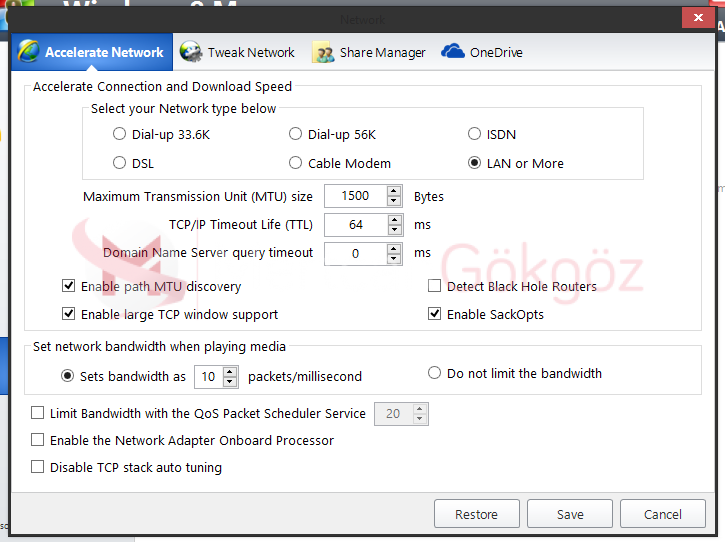 Network
Accelerate Network Tweak Network Share Manager OneDrive
Accelerate Connection and Download Speed
Select your Network type below
Dial-up 33.6K Dial-up 56K ISDN
DSL Cable Modem LAN or More
Maximum Transmission Unit (MTU) size 1500 Bytes
TCP/IP Timeout Life (TTL) 64 ms
Domain Name Server query timeout 0 ms
Gökgöz
Enable path MTU discovery Detect Black Hole Routers
Enable large TCP window support Enable SackOpts
Set network bandwidth when playing media
Sets bandwidth as 10 packets/millisecond Do not limit the bandwidth
Limit Bandwidth with the QoS Packet Scheduler Service 20
Enable the Network Adapter Onboard Processor
Disable TCP stack auto tuning
Restore Save Cancel